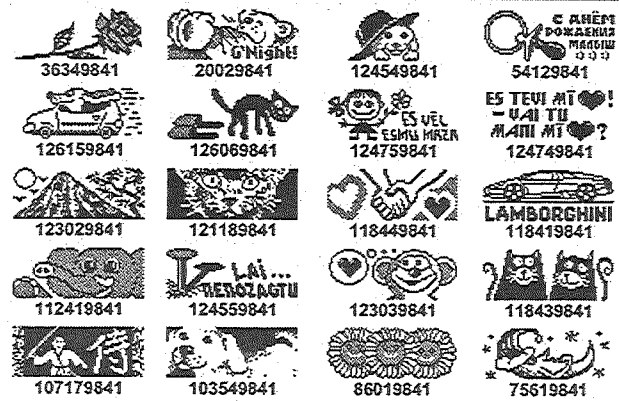 36349841
G'Night!
20029841
124549841
С ДНЁМ
РОЖДЕНИЯ
МАЛЫШ
54129841
126159841
126069841
ES VĒL
ESMU MAZA
124759841
ES TEVI MĪ !
- VAI TU
MANI MĪ ?
124749841
123029841
121189841
118449841
LAMBORGHINI
118419841
112419841
LAI...
NENOZAGTU
124559841
123039841
118439841
107179841
103549841
86019841
75619841